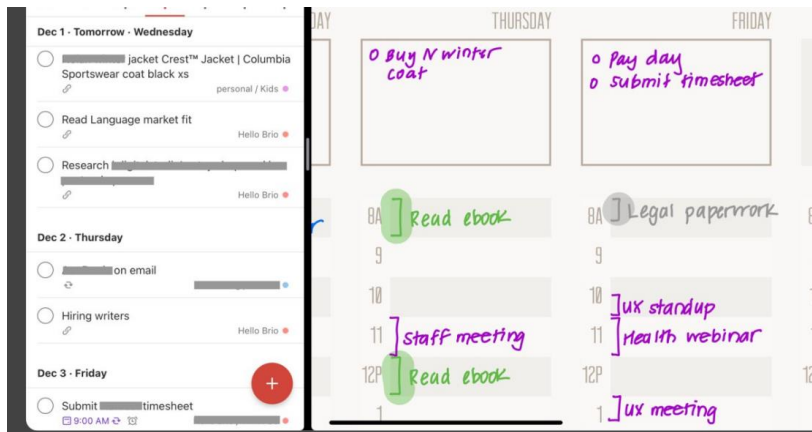 Dec 1 · Tomorrow · Wednesday
jacket Crest™ Jacket | Columbia
Sportswear coat black xs
personal / Kids
Read Language market fit
Hello Brio
Research
Hello Brio
Dec 2 · Thursday
on email
Hiring writers
Hello Brio
Dec 3 · Friday
Submit timesheet
9:00 AM
+
DAY
THURSDAY
FRIDAY
o Buy N winter
coat
o Pay day
o Submit timesheet
8A Read ebook
8A Legal paperwork
9
9
10
10 UX standup
11 Staff meeting
11 Health webinar
12P Read ebook
12P
1
1 UX meeting